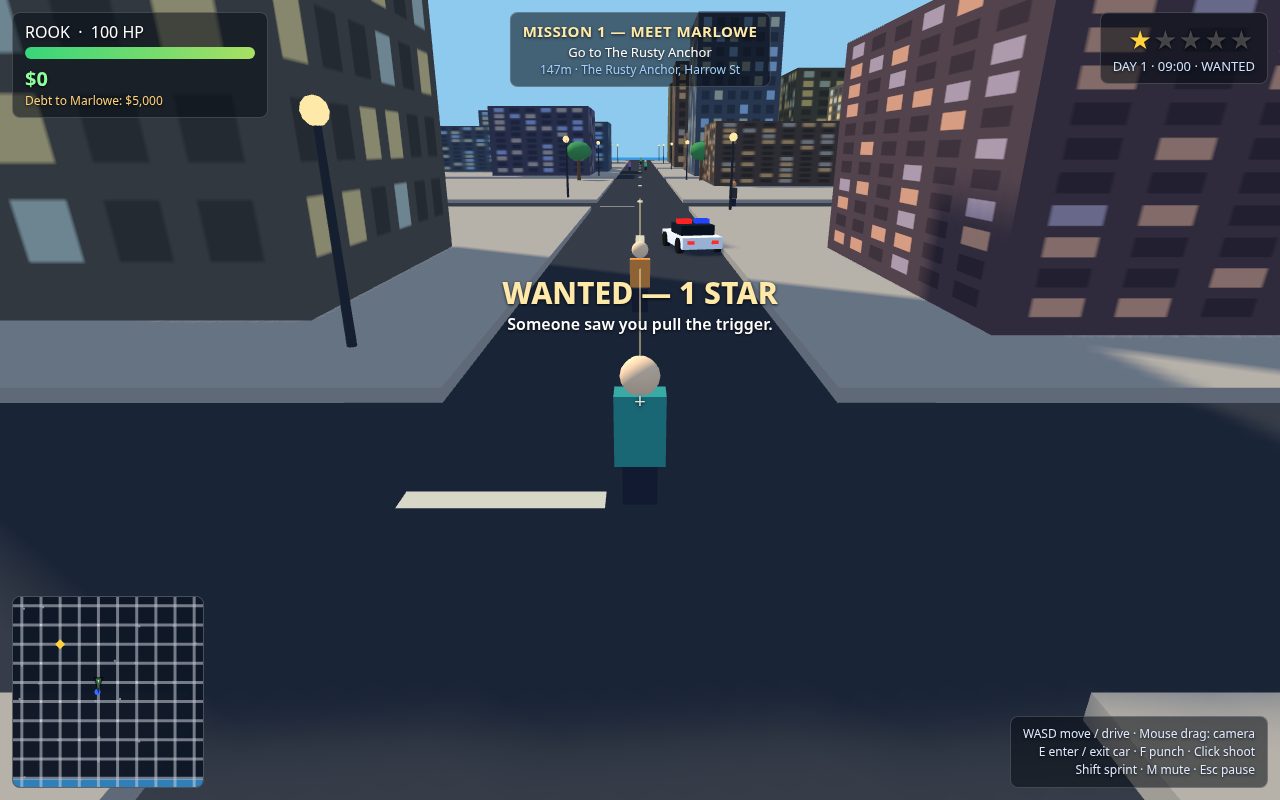 ROOK · 100 HP
$0
Debt to Marlowe: $5,000
MISSION 1 — MEET MARLOWE
Go to The Rusty Anchor
147m · The Rusty Anchor, Harrow St
DAY 1 · 09:00 · WANTED
WANTED — 1 STAR
Someone saw you pull the trigger.
WASD move / drive · Mouse drag: camera
E enter / exit car · F punch · Click shoot
Shift sprint · M mute · Esc pause